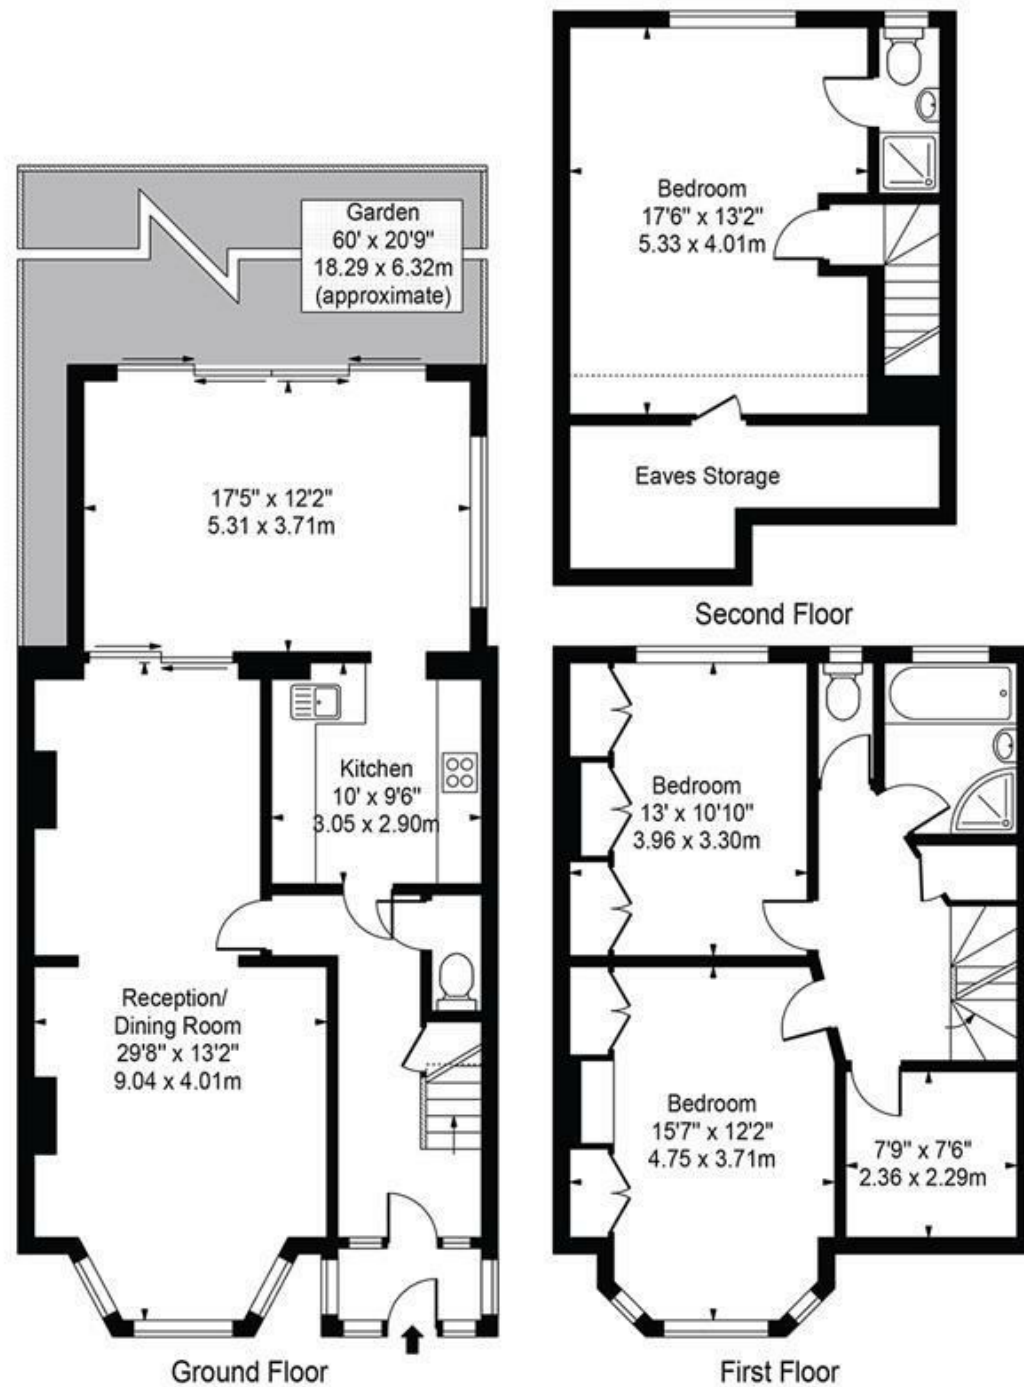 Garden
60' x 20'9"
18.29 x 6.32m
(approximate)
17'5" x 12'2"
5.31 x 3.71m
Kitchen
10' x 9'6"
3.05 x 2.90m
Reception/
Dining Room
29'8" x 13'2"
9.04 x 4.01m
Ground Floor
Bedroom
17'6" x 13'2"
5.33 x 4.01m
Eaves Storage
Second Floor
Bedroom
13' x 10'10"
3.96 x 3.30m
Bedroom
15'7" x 12'2"
4.75 x 3.71m
7'9" x 7'6"
2.36 x 2.29m
First Floor